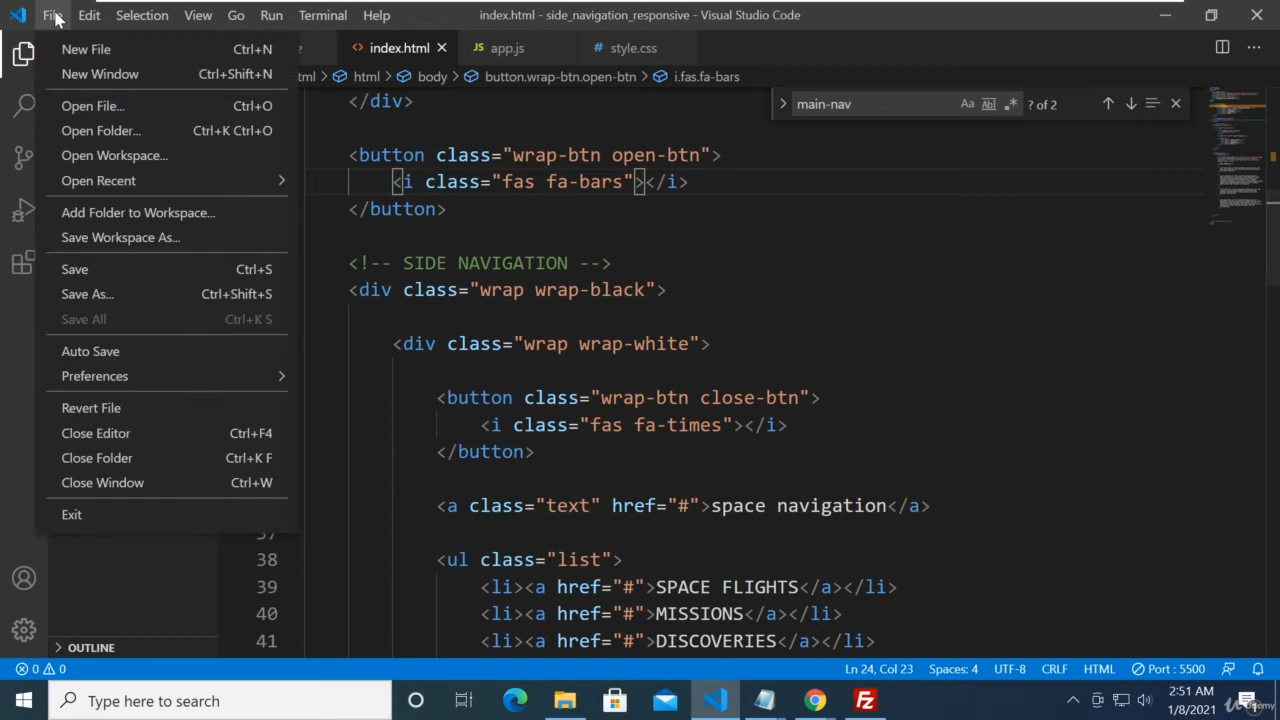 File Edit Selection View Go Run Terminal Help index.html - side_navigation_responsive - Visual Studio Code
index.html app.js style.css
html body button.wrap-btn.open-btn i.fas.fa-bars
New File Ctrl+N
New Window Ctrl+Shift+N
Open File... Ctrl+O
Open Folder... Ctrl+K Ctrl+O
Open Workspace...
Open Recent
Add Folder to Workspace...
Save Workspace As...
Save Ctrl+S
Save As... Ctrl+Shift+S
Save All Ctrl+K S
Auto Save
Preferences
Revert File
Close Editor Ctrl+F4
Close Folder Ctrl+K F
Close Window Ctrl+W
Exit
main-nav Aa Abl .* ? of 2
</div>
<button class="wrap-btn open-btn">
<i class="fas fa-bars"></i>
</button>
<!-- SIDE NAVIGATION -->
<div class="wrap wrap-black">
<div class="wrap wrap-white">
<button class="wrap-btn close-btn">
<i class="fas fa-times"></i>
</button>
<a class="text" href="#">space navigation</a>
38 <ul class="list">
39 <li><a href="#">SPACE FLIGHTS</a></li>
40 <li><a href="#">MISSIONS</a></li>
41 <li><a href="#">DISCOVERIES</a></li>
OUTLINE
0 0 Ln 24, Col 23 Spaces: 4 UTF-8 CRLF HTML Port : 5500
Type here to search
2:51 AM
1/8/2021
Udemy